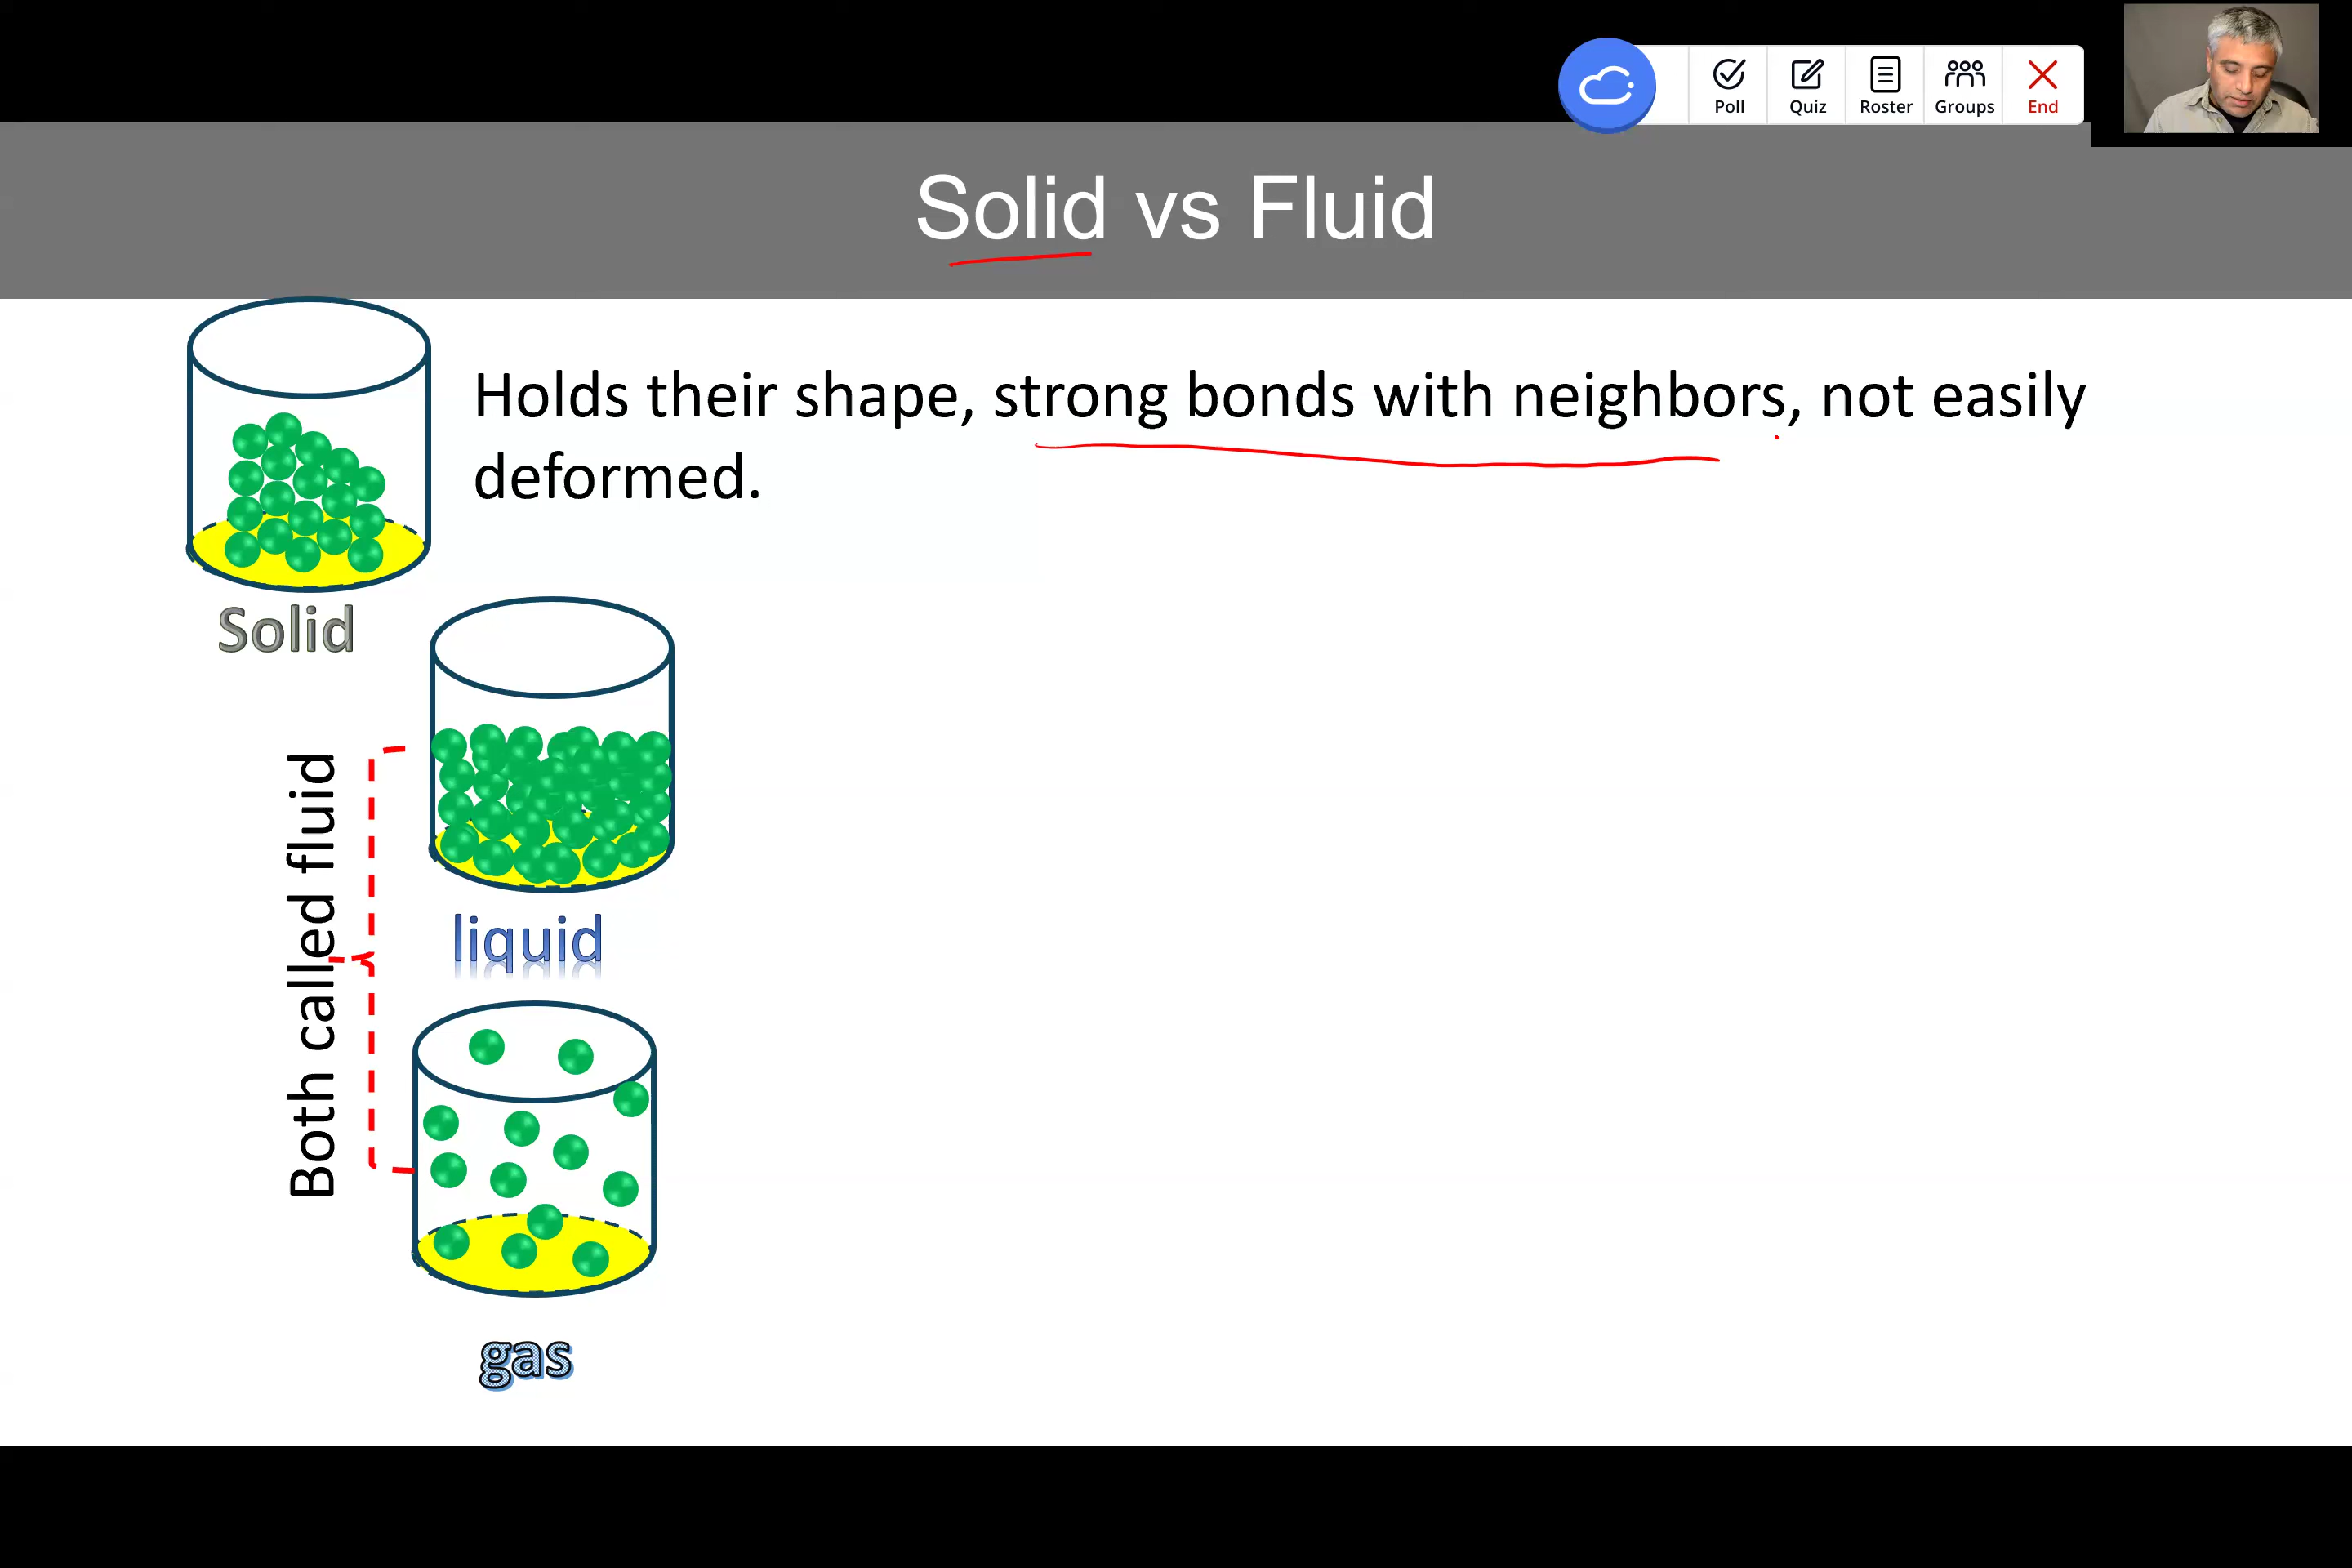 Poll
Quiz
Roster
Groups
End
Solid vs Fluid
Holds their shape, strong bonds with neighbors, not easily
deformed.
Solid
Both called fluid
liquid
gas